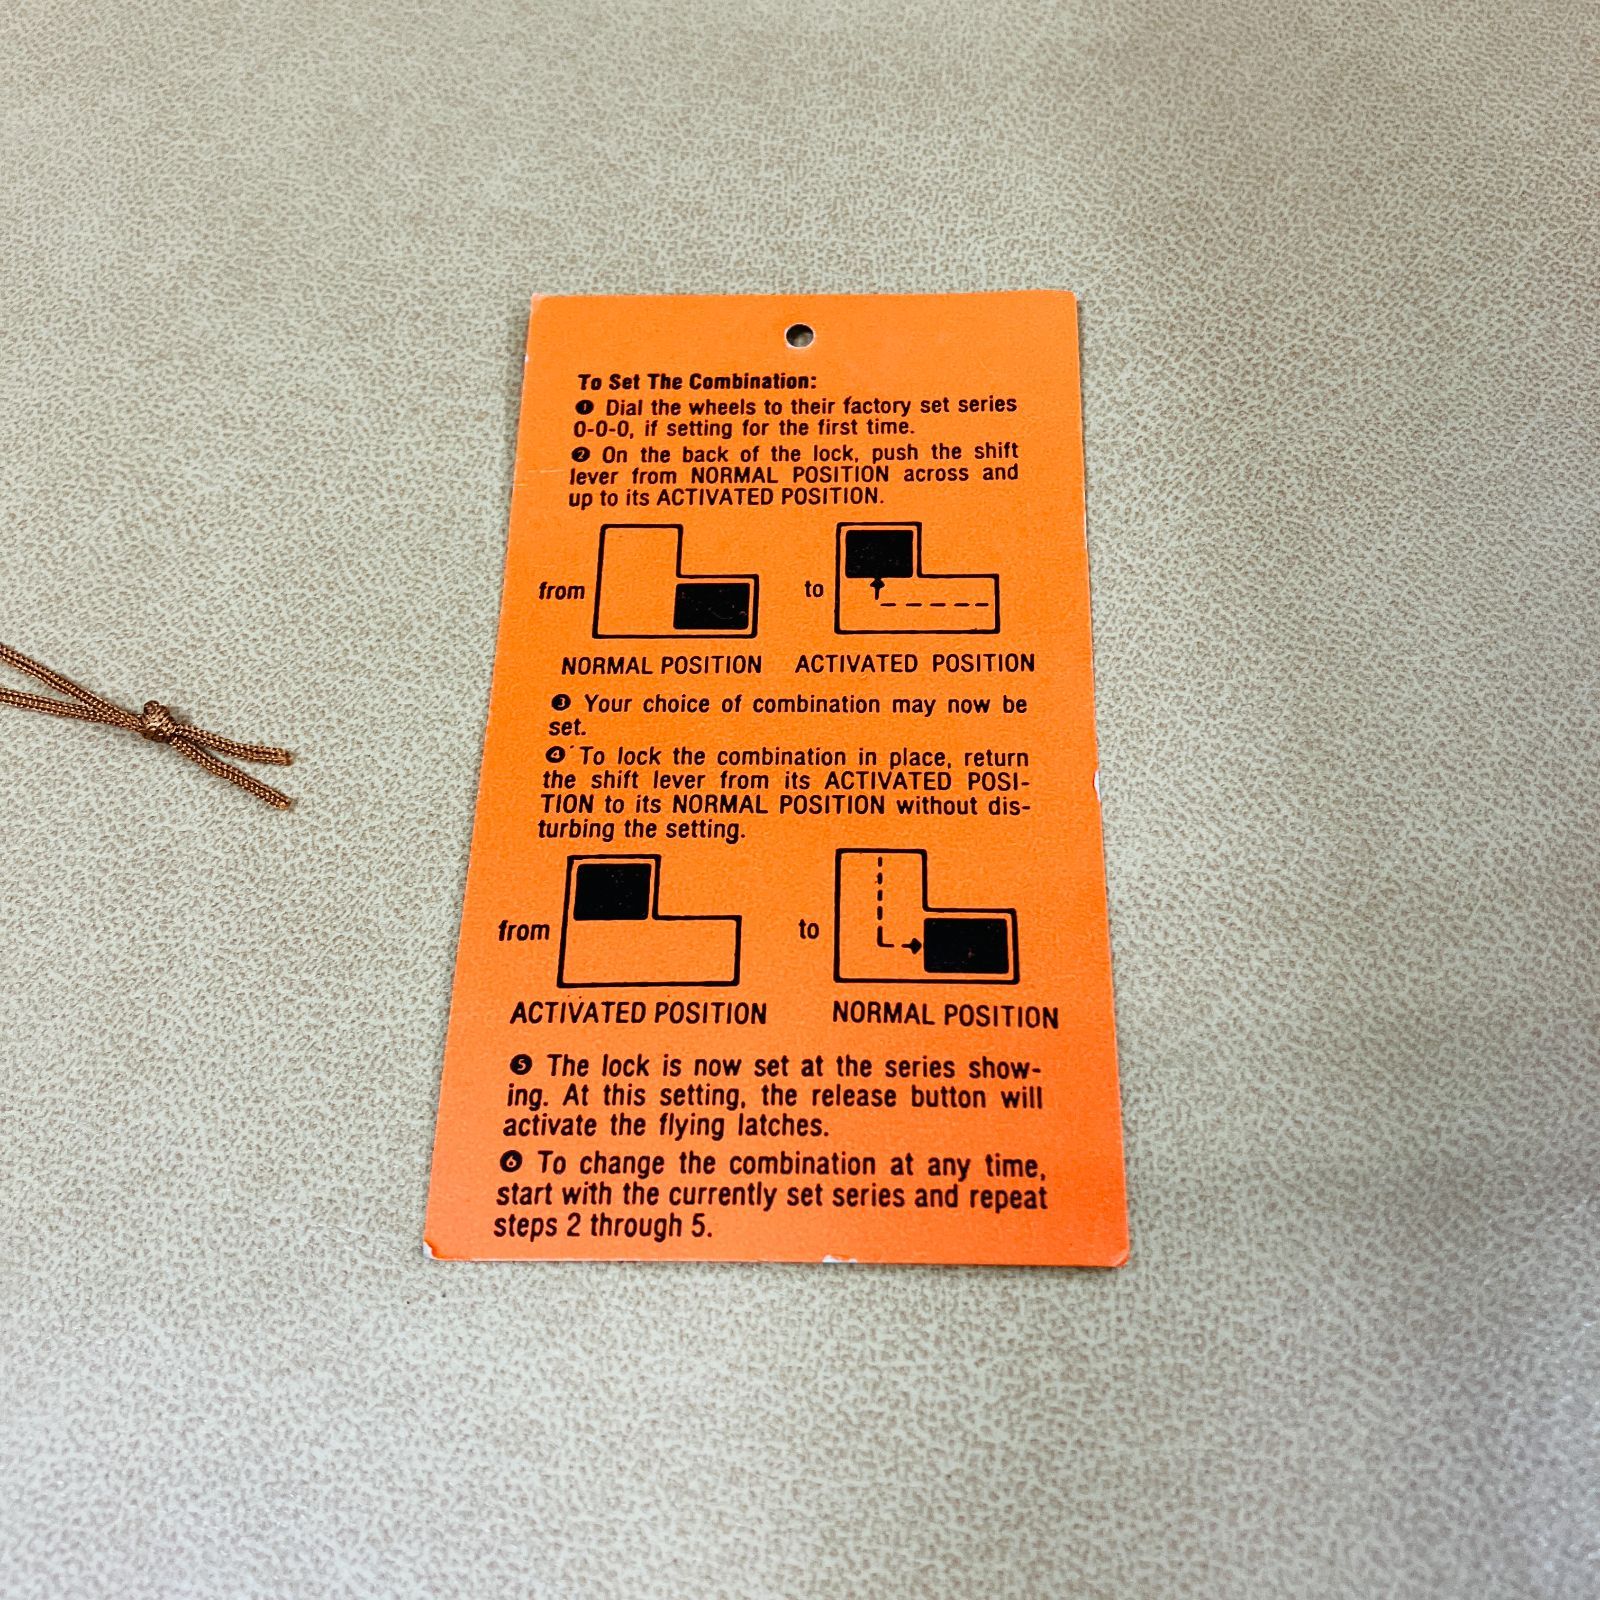 To Set The Combination:
❶ Dial the wheels to their factory set series
0-0-0, if setting for the first time.
❷ On the back of the lock, push the shift
lever from NORMAL POSITION across and
up to its ACTIVATED POSITION.
from to
NORMAL POSITION ACTIVATED POSITION
❸ Your choice of combination may now be
set.
❹ To lock the combination in place, return
the shift lever from its ACTIVATED POSI-
TION to its NORMAL POSITION without dis-
turbing the setting.
from to
ACTIVATED POSITION NORMAL POSITION
❺ The lock is now set at the series show-
ing. At this setting, the release button will
activate the flying latches.
❻ To change the combination at any time,
start with the currently set series and repeat
steps 2 through 5.